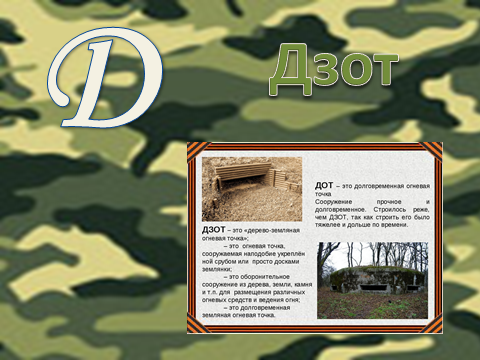 Д
Дзот
ДЗОТ – это «дерево-земляная
огневая точка»;
– это огневая точка,
сооружаемая наподобие укреплён
ной срубом или просто досками
землянки;
– это оборонительное
сооружение из дерева, земли, камня
и т.п. для размещения различных
огневых средств и ведения огня;
– это долговременная
земляная огневая точка.
ДОТ – это долговременная огневая
точка
Сооружение прочное и
долговременное. Строилось реже,
чем ДЗОТ, так как строить его было
тяжелее и дольше по времени.